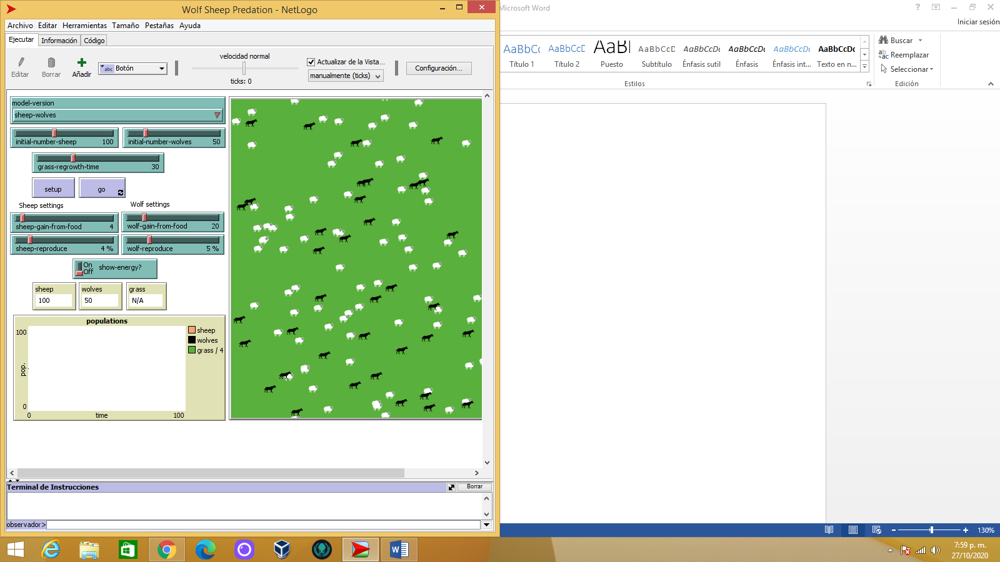 Wolf Sheep Predation - NetLogo
Microsoft Word
Iniciar sesión
Archivo Editar Herramientas Tamaño Pestañas Ayuda
Ejecutar Información Código
Editar Borrar Añadir
abc Botón
velocidad normal
ticks: 0
Actualizar de la Vista...
manualmente (ticks)
Configuración...
AaBbCc AaBbCcD AaBl AaBbCcD AaBbCcDc AaBbCcDc AaBbCcDc AaBbCcDc
Título 1 Título 2 Puesto Subtítulo Énfasis sutil Énfasis Énfasis int... Texto en n...
Estilos
Buscar
Reemplazar
Seleccionar
Edición
model-version
sheep-wolves
initial-number-sheep 100
initial-number-wolves 50
grass-regrowth-time 30
setup
go
Sheep settings
Wolf settings
sheep-gain-from-food 4
wolf-gain-from-food 20
sheep-reproduce 4 %
wolf-reproduce 5 %
On
Off
show-energy?
sheep
100
wolves
50
grass
N/A
populations
100
pop.
0
0
time
100
sheep
wolves
grass / 4
Terminal de Instrucciones
Borrar
observador>
130%
7:59 p. m.
27/10/2020